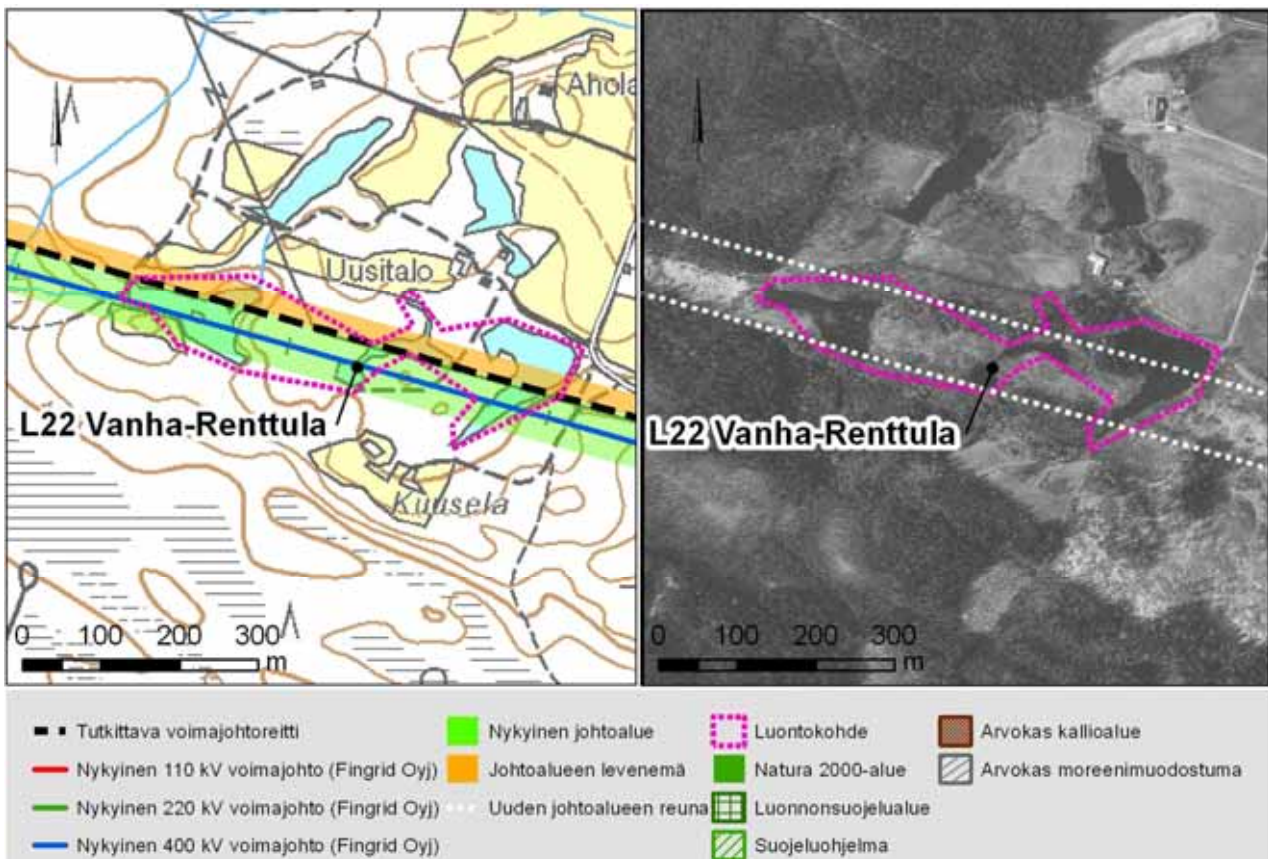 Ahola
Uusitalo
L22 Vanha-Renttula
Kuusela
0 100 200 300
m
L22 Vanha-Renttula
0 100 200 300
m
Tutkittava voimajohtoreitti
Nykyinen 110 kV voimajohto (Fingrid Oyj)
Nykyinen 220 kV voimajohto (Fingrid Oyj)
Nykyinen 400 kV voimajohto (Fingrid Oyj)
Nykyinen johtoalue
Johtoalueen levenemä
Uuden johtoalueen reuna
Luontokohde
Natura 2000-alue
Luonnonsuojelualue
Suojeluohjelma
Arvokas kallioalue
Arvokas moreenimuodostuma